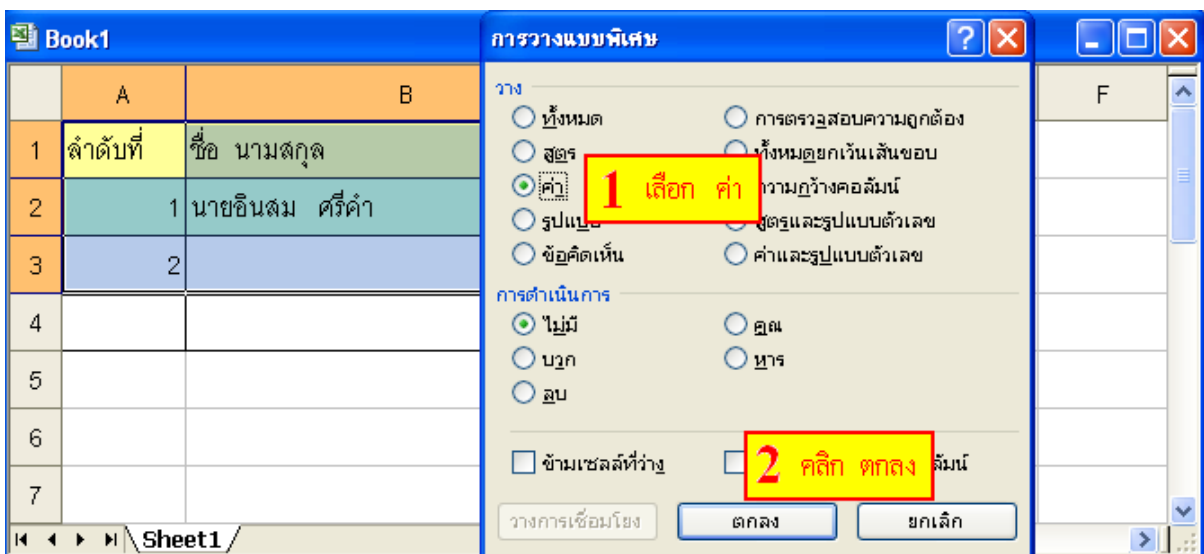 Book1
A B F
1 ลำดับที่ ชื่อ นามสกุล
2 1 นายอินสม ศรีคำ
3 2
4
5
6
7
Sheet1
การวางแบบพิเศษ
วาง
ทั้งหมด การตรวจสอบความถูกต้อง
สูตร ทั้งหมดยกเว้นเส้นขอบ
ค่า ความกว้างคอลัมน์
รูปแบบ สูตรและรูปแบบตัวเลข
ข้อคิดเห็น ค่าและรูปแบบตัวเลข
1 เลือก ค่า
การดำเนินการ
ไม่มี คูณ
บวก หาร
ลบ
ข้ามเซลล์ที่ว่าง ลัมน์
2 คลิก ตกลง
วางการเชื่อมโยง ตกลง ยกเลิก